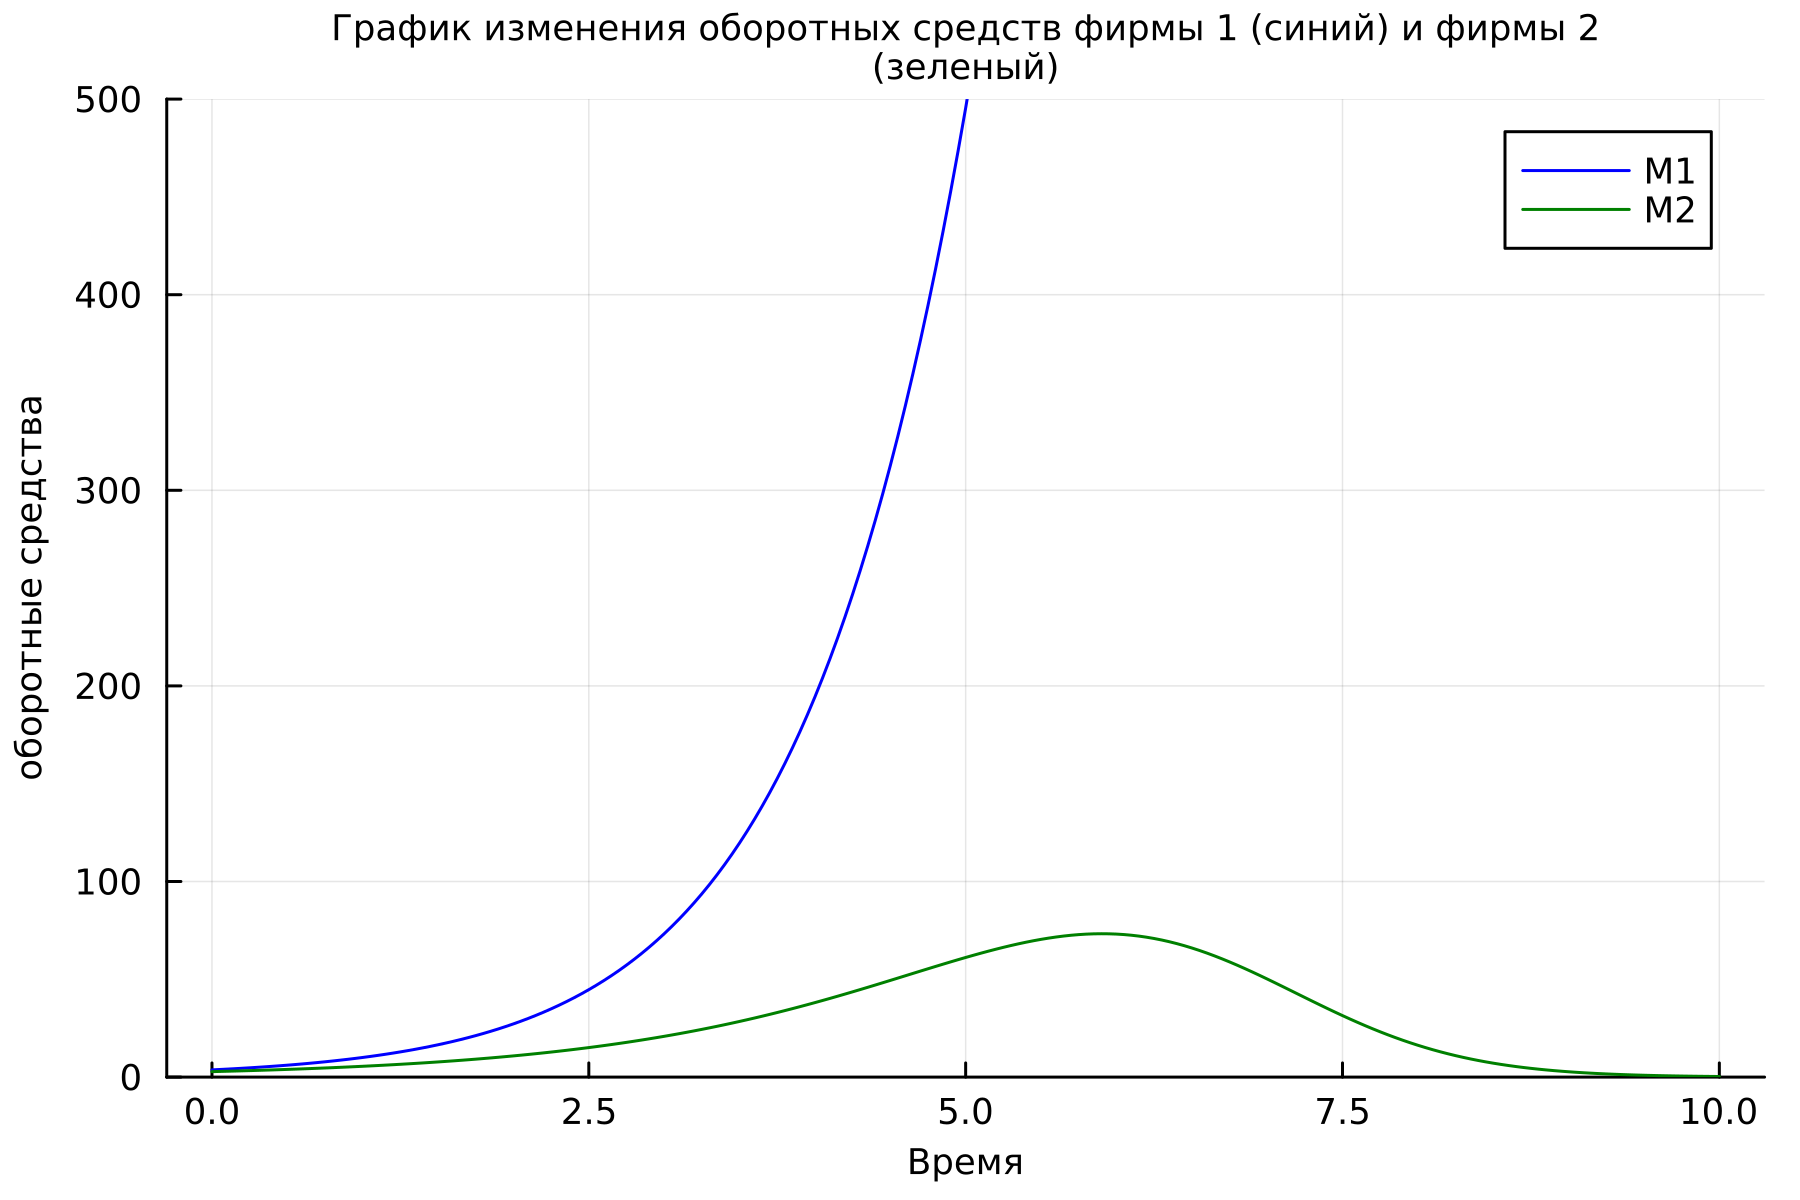 График изменения оборотных средств фирмы 1 (синий) и фирмы 2
(зеленый)
500
400
300
200
100
0
оборотные средства
M1
M2
0.0
2.5
5.0
7.5
10.0
Время